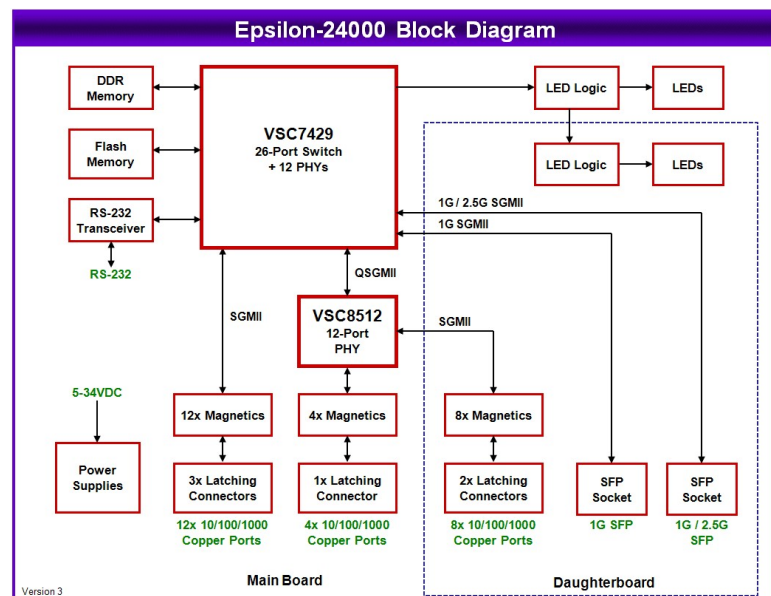 Epsilon-24000 Block Diagram
DDR
Memory
VSC7429
26-Port Switch
+ 12 PHYs
LED Logic
LEDs
Flash
Memory
LED Logic
LEDs
RS-232
Transceiver
1G / 2.5G SGMII
1G SGMII
RS-232
QSGMII
SGMII
VSC8512
12-Port
PHY
SGMII
5-34VDC
12x Magnetics
4x Magnetics
8x Magnetics
Power
Supplies
3x Latching
Connectors
1x Latching
Connector
2x Latching
Connectors
SFP
Socket
SFP
Socket
12x 10/100/1000
Copper Ports
4x 10/100/1000
Copper Ports
8x 10/100/1000
Copper Ports
1G SFP
1G / 2.5G
SFP
Main Board
Daughterboard
Version 3